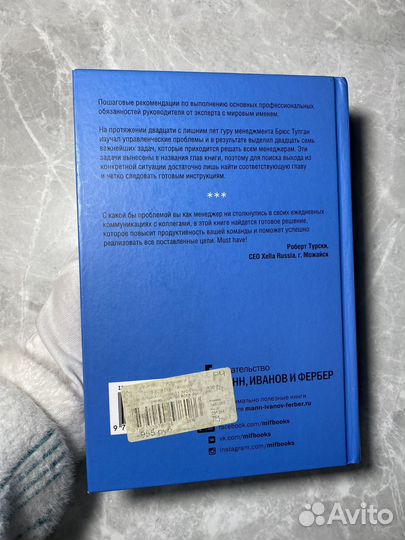 Пошаговые рекомендации по выполнению основных профессиональных
обязанностей руководителя от эксперта с мировым именем.
На протяжении двадцати с лишним лет гуру менеджмента Брюс Тулган
изучал управленческие проблемы и в результате выделил двадцать семь
важнейших задач, которые приходится решать всем менеджерам. Эти
задачи вынесены в названия глав книги, поэтому для поиска выхода из
конкретной ситуации достаточно найти соответствующую главу
и четко следовать готовым инструкциям.
***
С какой бы проблемой вы как менеджер ни столкнулись в своих ежедневных
коммуникациях с коллегами, в этой книге найдется готовое решение,
которое повысит продуктивность вашей команды и поможет успешно
реализовать все поставленные цели. Must have!
Роберт Турски,
CEO Xella Russia, г. Можайск
НН, ИВАНОВ И ФЕРБЕР
мально полезные книги
mann-ivanov-ferber.ru
facebook.com/mifbooks
vk.com/mifbooks
instagram.com/mifbooks
Avito